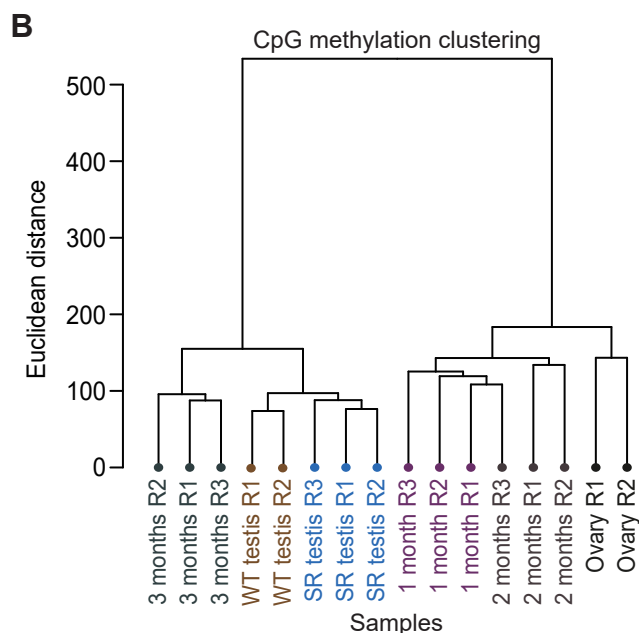 B
CpG methylation clustering
Euclidean distance
500
400
300
200
100
0
3 months R2
3 months R1
3 months R3
WT testis R1
WT testis R2
SR testis R3
SR testis R1
SR testis R2
1 month R3
1 month R2
1 month R1
2 months R3
2 months R1
2 months R2
Ovary R1
Ovary R2
Samples